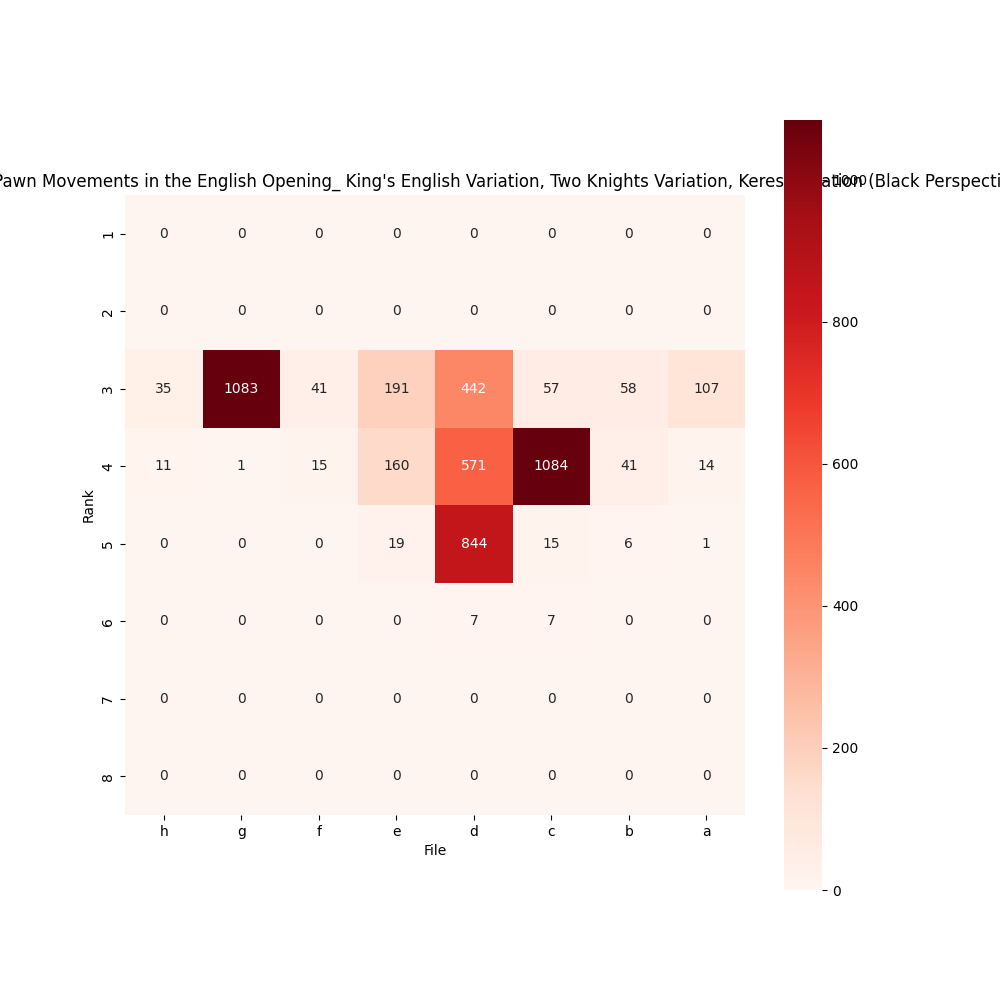 Pawn Movements in the English Opening_ King's English Variation, Two Knights Variation, Keres ation (Black Perspecti
1000
1 0 0 0 0 0 0 0 0
2 0 0 0 0 0 0 0 0
800
3 35 1083 41 191 442 57 58 107
4 11 1 15 160 571 1084 41 14
600
Rank
5 0 0 0 19 844 15 6 1
400
6 0 0 0 0 7 7 0 0
7 0 0 0 0 0 0 0 0
200
8 0 0 0 0 0 0 0 0
h g f e d c b a
File
0